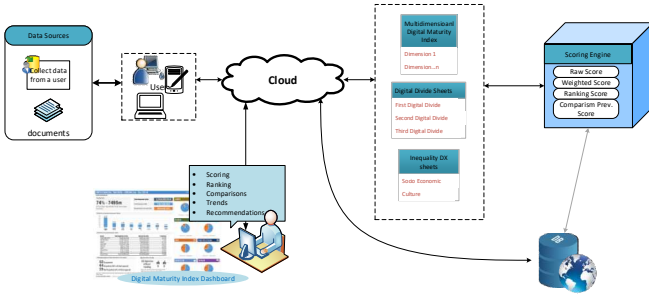 Data Sources
Collect data
from a user
documents
User
Cloud
Multidimensioanl
Digital Maturity
Index
Dimension 1
Dimension...n
Digital Divide Sheets
First Digital Divide
Second Digital Divide
Third Digital Divide
Inequality DX
sheets
Socio Economic
Culture
Scoring Engine
Raw Score
Weighted Score
Ranking Score
Comparism Prev.
Score
Scoring
Ranking
Comparisons
Trends
Recommendations
Digital Maturity Index Dashboard